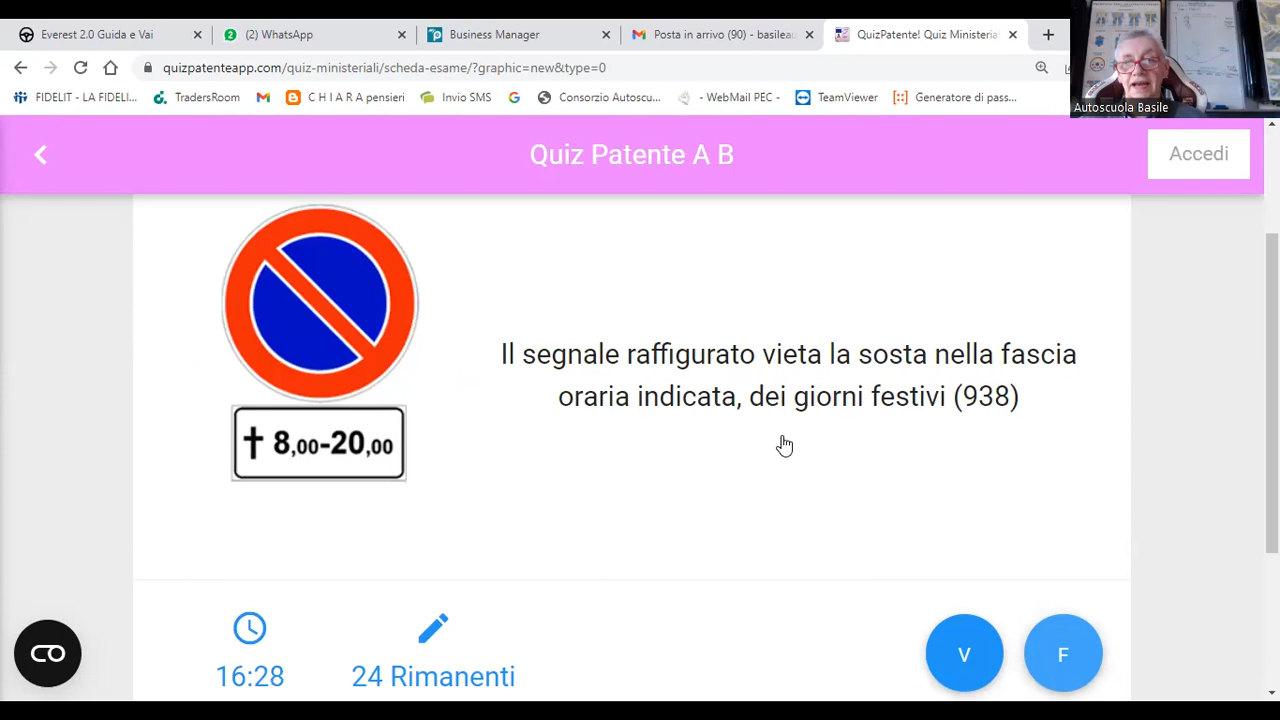 Everest 2.0 Guida e Vai
(2) WhatsApp
Business Manager
Posta in arrivo (90) - basilea
QuizPatente! Quiz Ministeria
quizpatenteapp.com/quiz-ministeriali/schedaesame/?graphic=new&type=0
FIDELIT - LA FIDELI...
TradersRoom
C H I A R A pensieri
Invio SMS
Consorzio Autoscu...
- WebMail PEC -
TeamViewer
Generatore di pass...
Autoscuola Basile
Quiz Patente A B
Accedi
Il segnale raffigurato vieta la sosta nella fascia
oraria indicata, dei giorni festivi (938)
8,00-20,00
16:28
24 Rimanenti
V
F